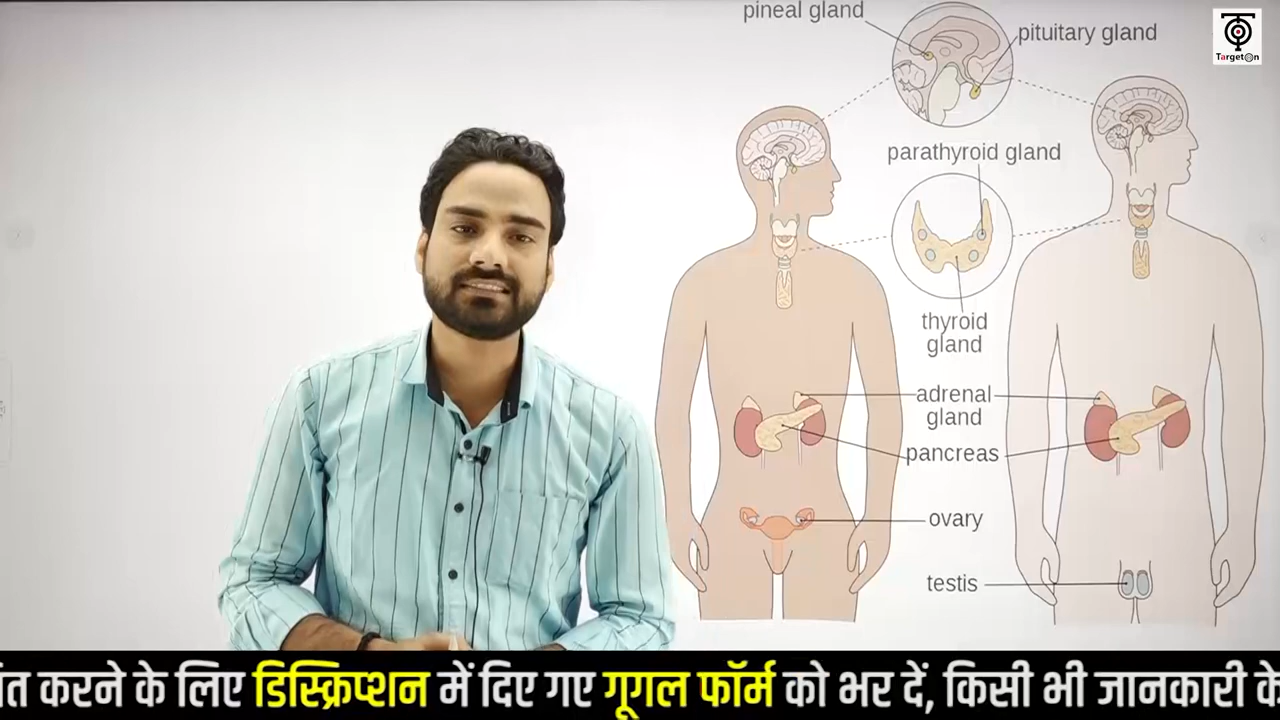 pineal gland
pituitary gland
TargetOn
parathyroid gland
thyroid
gland
adrenal
gland
pancreas
ovary
testis
करने के लिए डिस्क्रिप्शन में दिए गए गूगल फॉर्म को भर दें, किसी भी जानकारी के